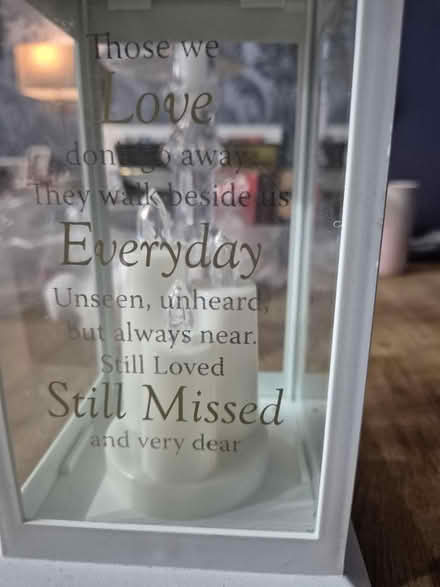 Those we
Love
don't go away,
They walk beside us
Everyday
Unseen, unheard,
but always near.
Still Loved
Still Missed
and very dear